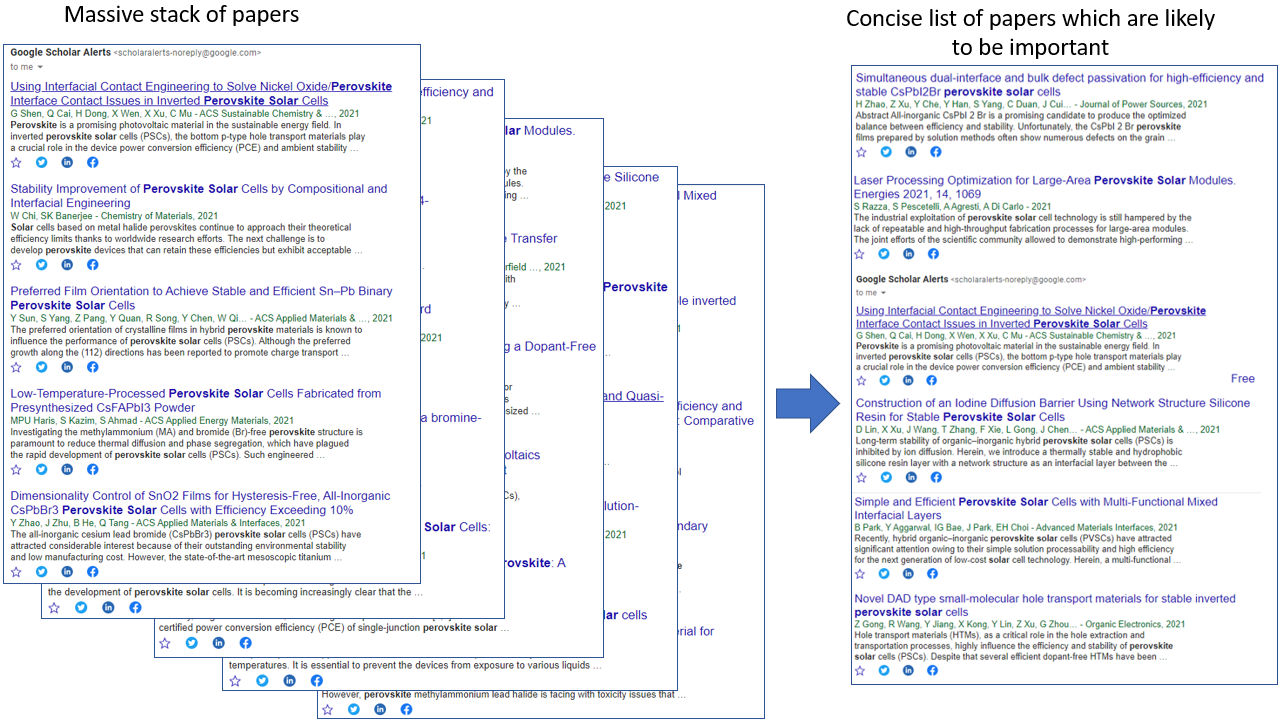 Massive stack of papers
Google Scholar Alerts <scholaralerts-noreply@google.com>
to me
Using Interfacial Contact Engineering to Solve Nickel Oxide/Perovskite
Interface Contact Issues in Inverted Perovskite Solar Cells
G Shen, Q Cai, H Dong, X Wen, X Xu, C Mu - ACS Sustainable Chemistry & …, 2021
Perovskite is a promising photovoltaic material in the sustainable energy field. In
inverted perovskite solar cells (PSCs), the bottom p-type hole transport materials play
a crucial role in the device power conversion efficiency (PCE) and ambient stability …
Stability Improvement of Perovskite Solar Cells by Compositional and
Interfacial Engineering
W Chi, SK Banerjee - Chemistry of Materials, 2021
Solar cells based on metal halide perovskites continue to approach their theoretical
efficiency limits thanks to worldwide research efforts. The next challenge is to
develop perovskite devices that can retain these efficiencies but exhibit acceptable …
Preferred Film Orientation to Achieve Stable and Efficient Sn–Pb Binary
Perovskite Solar Cells
Y Sun, S Yang, Z Pang, Y Quan, R Song, Y Chen, W Qi… - ACS Applied Materials & …, 2021
The preferred orientation of crystalline films in hybrid perovskite materials is known to
influence the performance of perovskite solar cells (PSCs). Although the preferred
growth along the (112) directions has been reported to promote charge transport …
Low-Temperature-Processed Perovskite Solar Cells Fabricated from
Presynthesized CsFAPbI3 Powder
MPU Haris, S Kazim, S Ahmad - ACS Applied Energy Materials, 2021
Investigating the methylammonium (MA) and bromide (Br)-free perovskite structure is
paramount to reduce thermal diffusion and phase segregation, which have plagued
the rapid development of perovskite solar cells (PSCs). Such engineered …
Dimensionality Control of SnO2 Films for Hysteresis-Free, All-Inorganic
CsPbBr3 Perovskite Solar Cells with Efficiency Exceeding 10%
Y Zhao, J Zhu, B He, Q Tang - ACS Applied Materials & Interfaces, 2021
The all-inorganic cesium lead bromide (CsPbBr3) perovskite solar cells (PSCs) have
attracted considerable interest because of their outstanding environmental stability
and low manufacturing cost. However, the state-of-the-art mesoscopic titanium …
efficiency and
21
4-
…
rd
2021
a bromine-
Solar Cells:
1
the development of perovskite solar cells. It is becoming increasingly clear that the …
lar Modules.
by the
ules.
ing …
e Transfer
rfield …, 2021
ith
y …
g a Dopant-Free
or
s
sized …
oltaics
t
Cs),
rovskite: A
certified power conversion efficiency (PCE) of single-junction perovskite solar …
e Silicone
2021
Perovskite
…
and Quasi-
…
lution-
2021
lar cells
temperatures. It is essential to prevent the devices from exposure to various liquids …
l Mixed
le inverted
1
ficiency and
: Comparative
ol
ndary
e
rial for
However, perovskite methylammonium lead halide is facing with toxicity issues that …
Concise list of papers which are likely
to be important
Simultaneous dual-interface and bulk defect passivation for high-efficiency and
stable CsPbI2Br perovskite solar cells
H Zhao, Z Xu, Y Che, Y Han, S Yang, C Duan, J Cui… - Journal of Power Sources, 2021
Abstract All-inorganic CsPbI 2 Br is a promising candidate to produce the optimized
balance between efficiency and stability. Unfortunately, the CsPbI 2 Br perovskite
films prepared by solution methods often show numerous defects on the grain …
Laser Processing Optimization for Large-Area Perovskite Solar Modules.
Energies 2021, 14, 1069
S Razza, S Pescetelli, A Agresti, A Di Carlo - 2021
The industrial exploitation of perovskite solar cell technology is still hampered by the
lack of repeatable and high-throughput fabrication processes for large-area modules.
The joint efforts of the scientific community allowed to demonstrate high-performing …
Google Scholar Alerts <scholaralerts-noreply@google.com>
to me
Using Interfacial Contact Engineering to Solve Nickel Oxide/Perovskite
Interface Contact Issues in Inverted Perovskite Solar Cells
G Shen, Q Cai, H Dong, X Wen, X Xu, C Mu - ACS Sustainable Chemistry & …, 2021
Perovskite is a promising photovoltaic material in the sustainable energy field. In
inverted perovskite solar cells (PSCs), the bottom p-type hole transport materials play
a crucial role in the device power conversion efficiency (PCE) and ambient stability …
Free
Construction of an Iodine Diffusion Barrier Using Network Structure Silicone
Resin for Stable Perovskite Solar Cells
D Lin, X Xu, J Wang, T Zhang, F Xie, L Gong, J Chen… - ACS Applied Materials & …, 2021
Long-term stability of organic–inorganic hybrid perovskite solar cells (PSCs) is
inhibited by ion diffusion. Herein, we introduce a thermally stable and hydrophobic
silicone resin layer with a network structure as an interfacial layer between the …
Simple and Efficient Perovskite Solar Cells with Multi-Functional Mixed
Interfacial Layers
B Park, Y Aggarwal, IG Bae, J Park, EH Choi - Advanced Materials Interfaces, 2021
Recently, hybrid organic–inorganic perovskite solar cells (PVSCs) have attracted
significant attention owing to their simple solution processability and high efficiency
for the next generation of low-cost solar cell technology. Herein, a multi-functional …
Novel DAD type small-molecular hole transport materials for stable inverted
perovskite solar cells
Z Gong, R Wang, Y Jiang, X Kong, Y Lin, Z Xu, G Zhou… - Organic Electronics, 2021
Hole transport materials (HTMs), as a critical role in the hole extraction and
transportation processes, highly influence the efficiency and stability of perovskite
solar cells (PSCs). Despite that several efficient dopant-free HTMs have been …